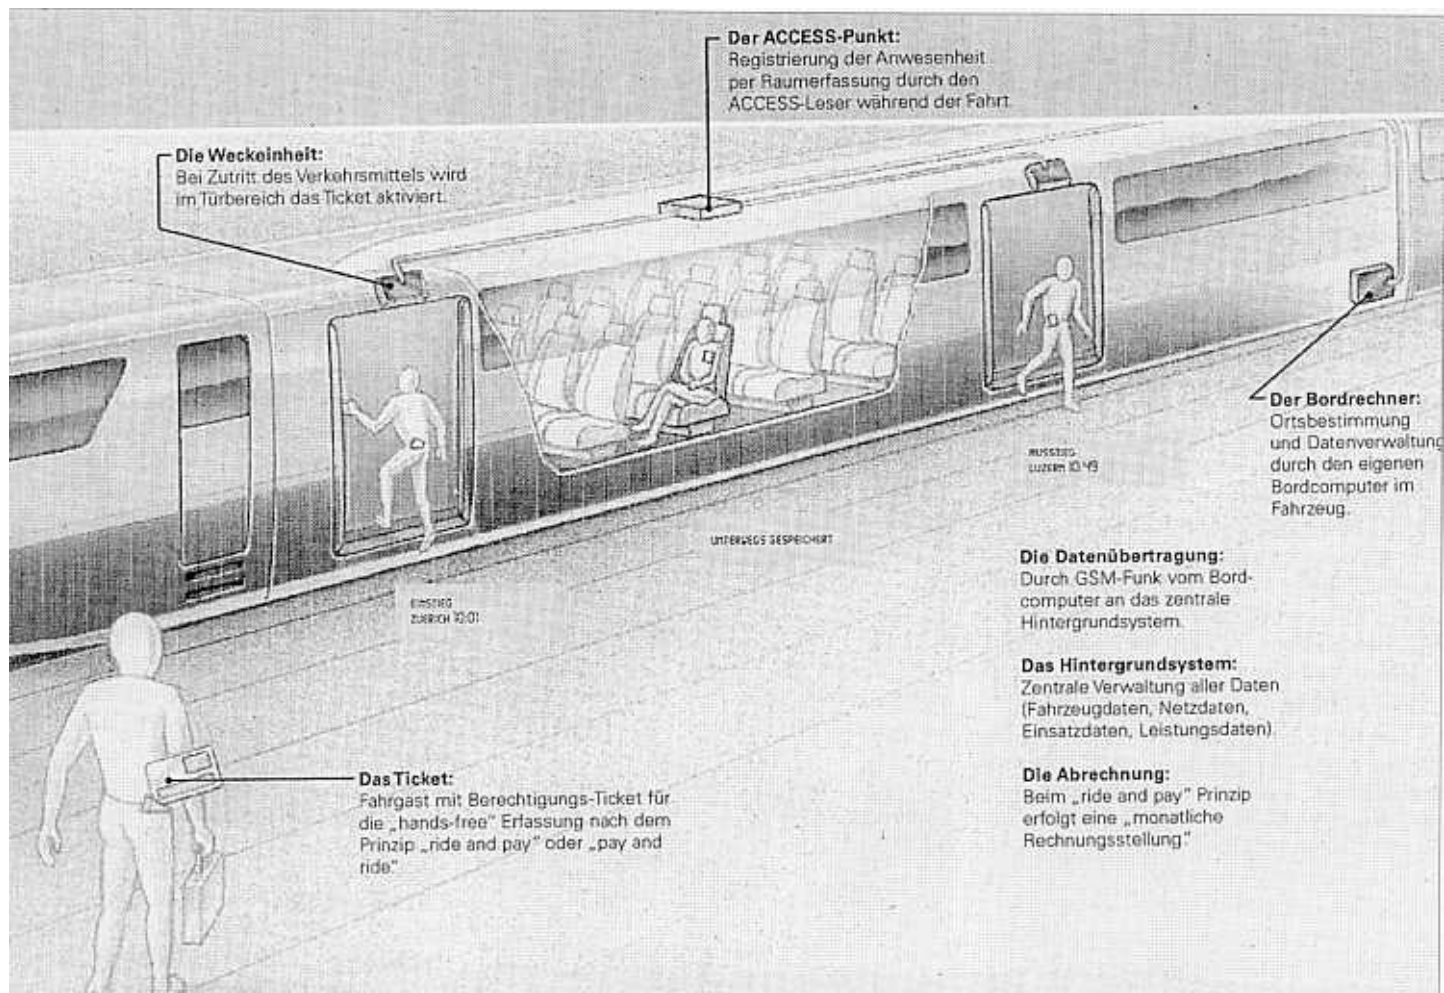 Der ACCESS-Punkt:
Registrierung der Anwesenheit
per Raumerfassung durch den
ACCESS-Leser während der Fahrt.
Die Weckeinheit:
Bei Zutritt des Verkehrsmittels wird
im Türbereich das Ticket aktiviert.
Der Bordrechner:
Ortsbestimmung
und Datenverwaltung
durch den eigenen
Bordcomputer im
Fahrzeug.
AUSSTIEG
LUZERN 10:49
UNTERWEGS GESPEICHERT
EINSTIEG
ZUERICH 10:01
Die Datenübertragung:
Durch GSM-Funk vom Bord-
computer an das zentrale
Hintergrundsystem.
Das Hintergrundsystem:
Zentrale Verwaltung aller Daten
(Fahrzeugdaten, Netzdaten,
Einsatzdaten, Leistungsdaten).
Die Abrechnung:
Beim „ride and pay" Prinzip
erfolgt eine „monatliche
Rechnungsstellung."
Das Ticket:
Fahrgast mit Berechtigungs-Ticket für
die „hands-free" Erfassung nach dem
Prinzip „ride and pay" oder „pay and
ride."